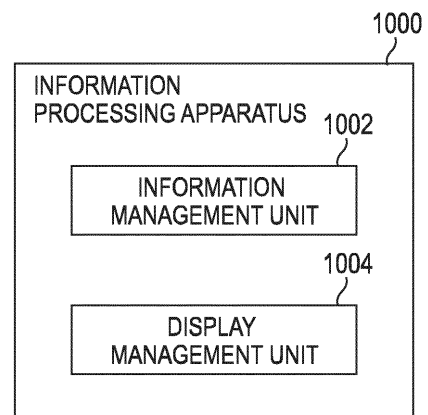 1000
INFORMATION
PROCESSING APPARATUS
1002
INFORMATION
MANAGEMENT UNIT
1004
DISPLAY
MANAGEMENT UNIT